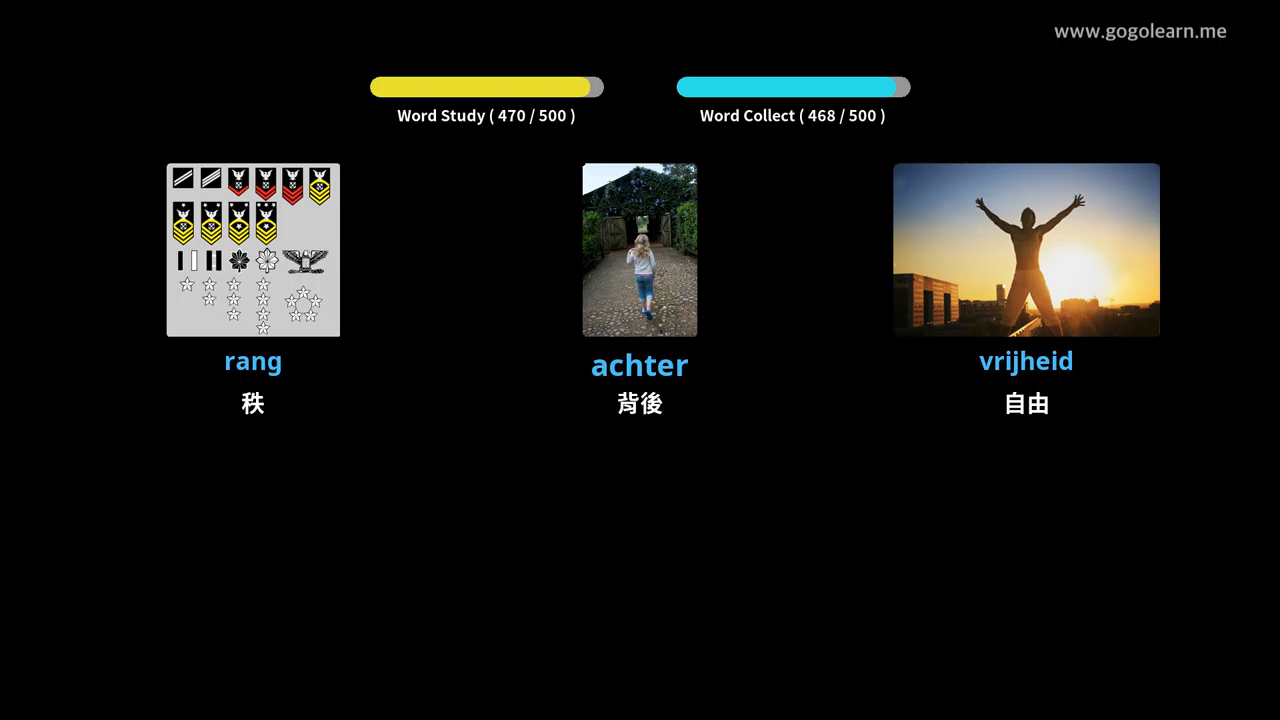 www.gogolearn.me
Word Study ( 470 / 500 )
Word Collect ( 468 / 500 )
rang
achter
vrijheid
秩
背後
自由